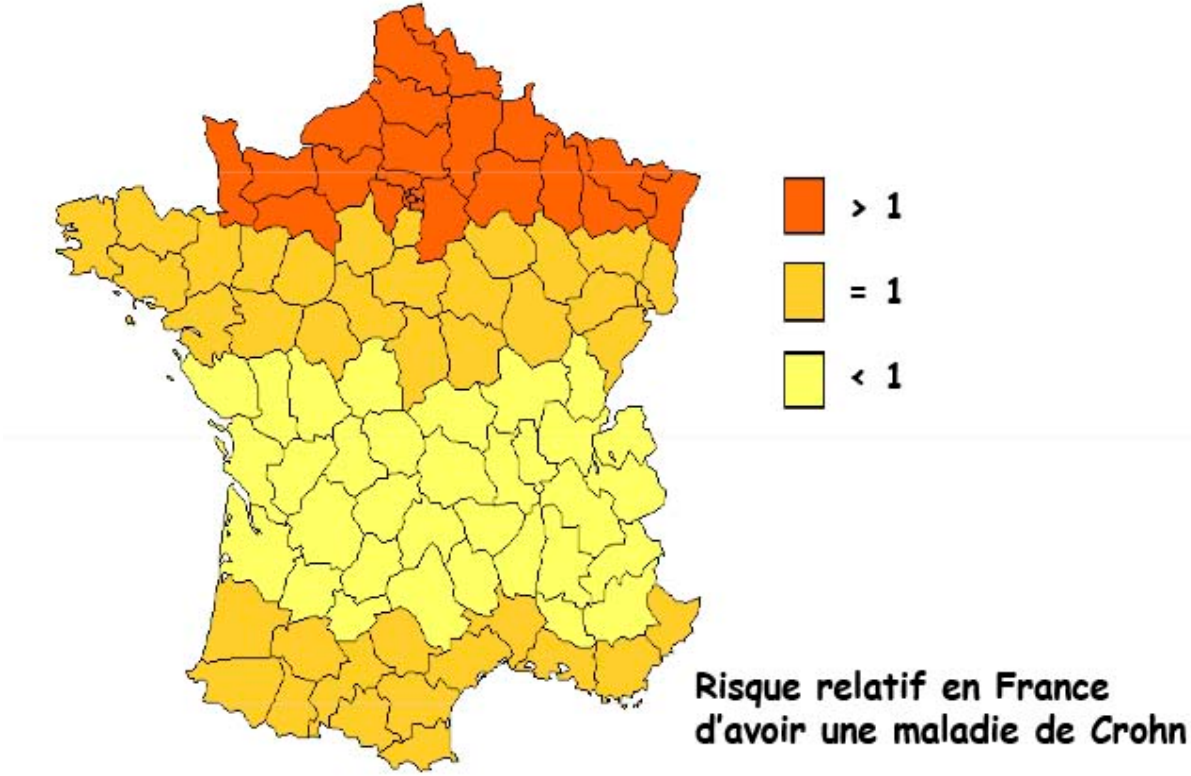 > 1
= 1
< 1
Risque relatif en France
d'avoir une maladie de Crohn